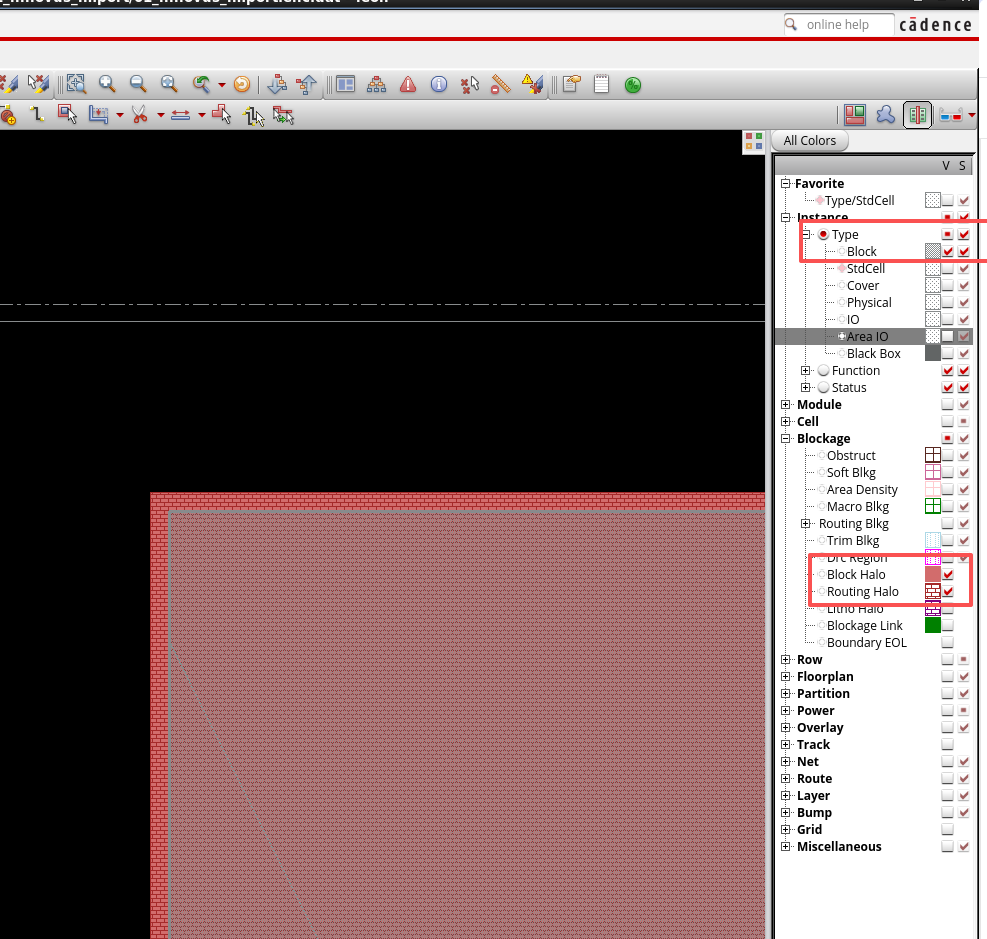 online help
cādence
All Colors
V S
Favorite
Type/StdCell
Instance
Type
Block
StdCell
Cover
Physical
IO
Area IO
Black Box
Function
Status
Module
Cell
Blockage
Obstruct
Soft Blkg
Area Density
Macro Blkg
Routing Blkg
Trim Blkg
Drc Region
Block Halo
Routing Halo
Litho Halo
Blockage Link
Boundary EOL
Row
Floorplan
Partition
Power
Overlay
Track
Net
Route
Layer
Bump
Grid
Miscellaneous